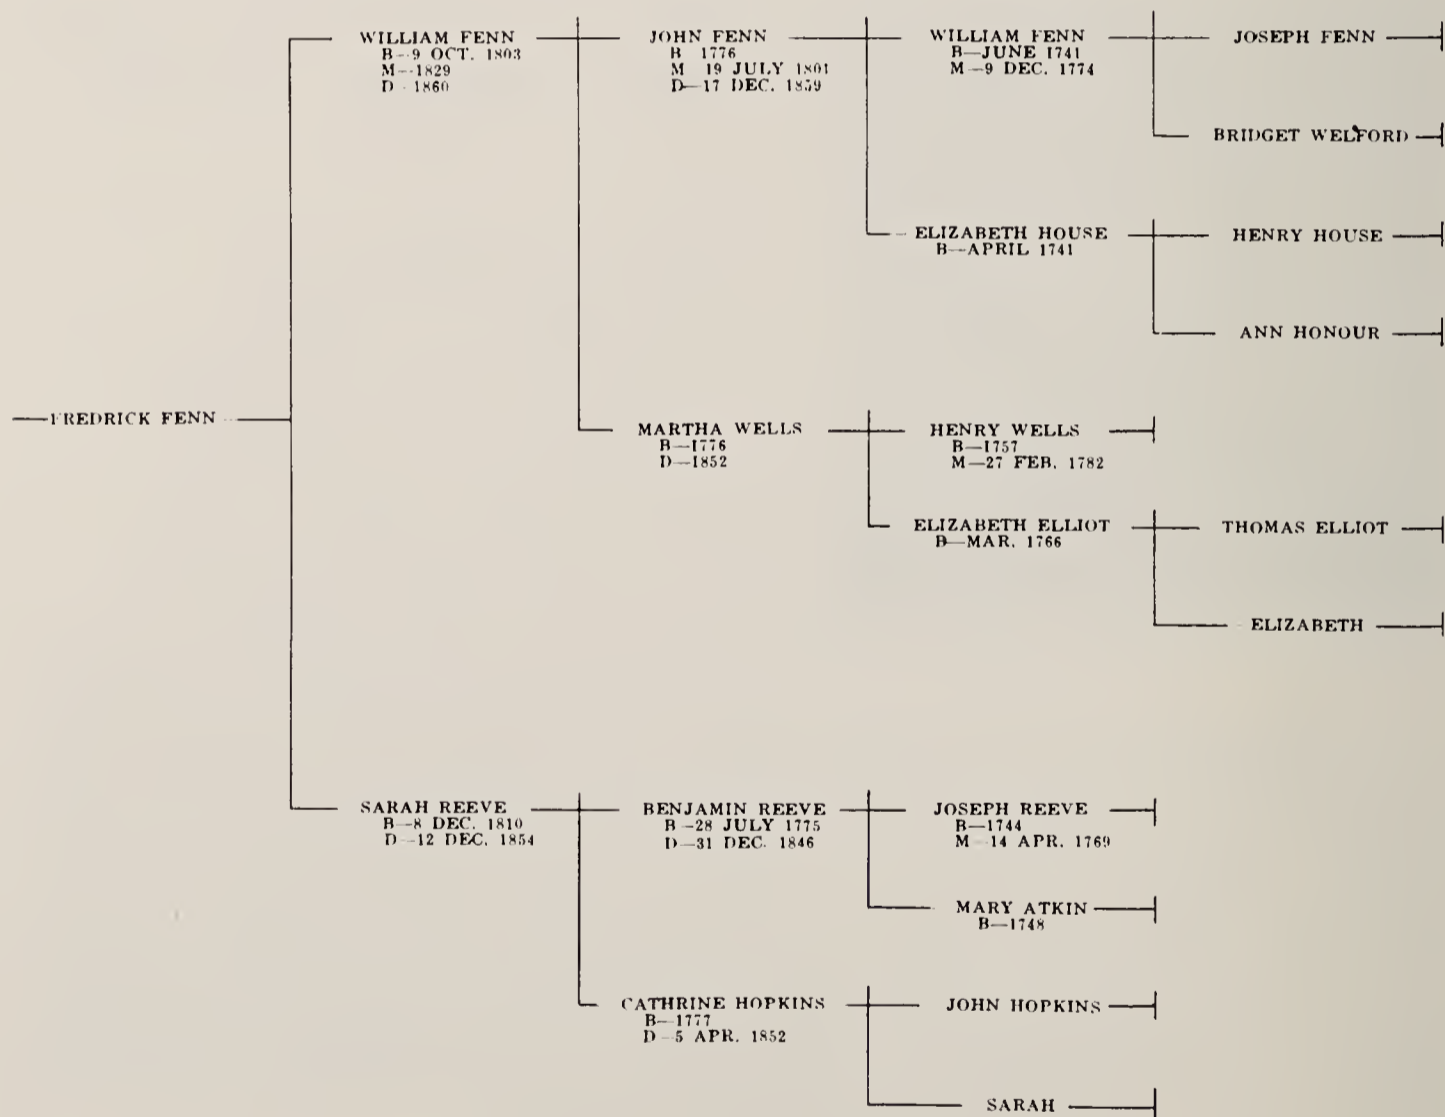 WILLIAM FENN
B—9 OCT. 1803
M—1829
D—1860
JOHN FENN
B 1776
M 19 JULY 1801
D—17 DEC. 1859
WILLIAM FENN
B—JUNE 1741
M—9 DEC. 1774
JOSEPH FENN
BRIDGET WELFORD
ELIZABETH HOUSE
B—APRIL 1741
HENRY HOUSE
ANN HONOUR
FREDRICK FENN
MARTHA WELLS
B—1776
D—1852
HENRY WELLS
B—1757
M—27 FEB. 1782
ELIZABETH ELLIOT
B—MAR. 1766
THOMAS ELLIOT
ELIZABETH
SARAH REEVE
B—8 DEC. 1810
D—12 DEC. 1854
BENJAMIN REEVE
B—28 JULY 1775
D—31 DEC. 1846
JOSEPH REEVE
B—1744
M—14 APR. 1769
MARY ATKIN
B—1748
CATHRINE HOPKINS
B—1777
D—5 APR. 1852
JOHN HOPKINS
SARAH